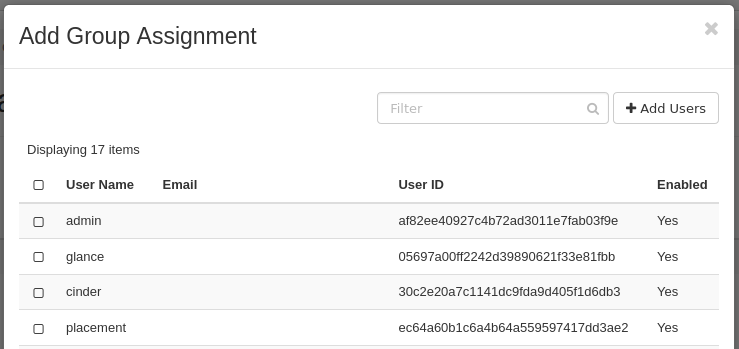 Add Group Assignment
Filter
Add Users
Displaying 17 items
User Name Email User ID Enabled
admin af82ee40927c4b72ad3011e7fab03f9e Yes
glance 05697a00ff2242d39890621f33e81fbb Yes
cinder 30c2e20a7c1141dc9fda9d405f1d6db3 Yes
placement ec64a60b1c6a4b64a559597417dd3ae2 Yes